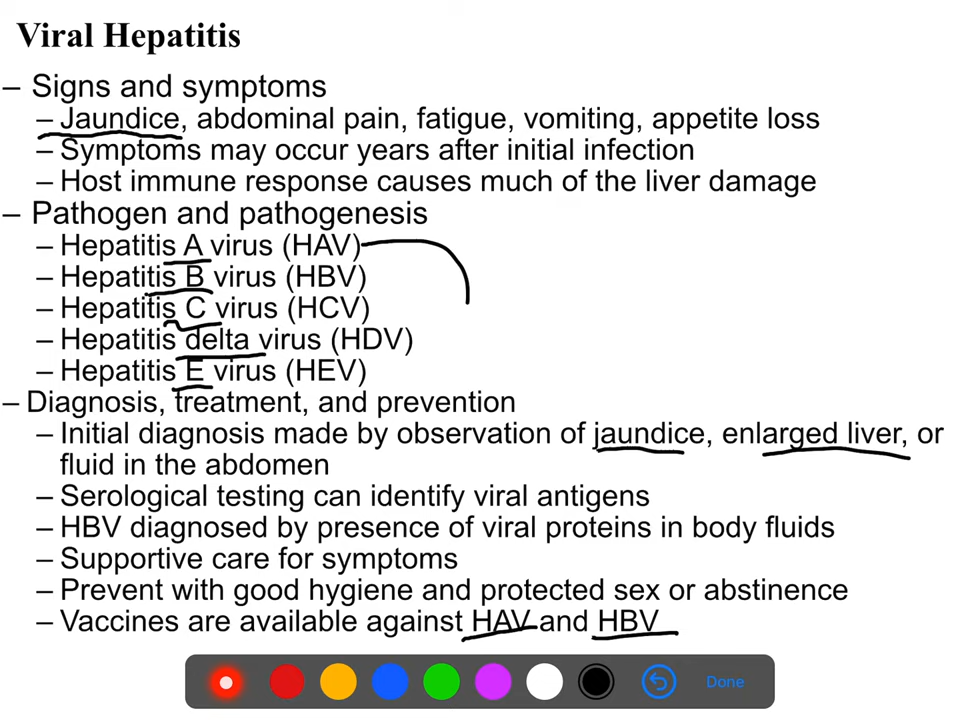 Viral Hepatitis
– Signs and symptoms
– Jaundice, abdominal pain, fatigue, vomiting, appetite loss
– Symptoms may occur years after initial infection
– Host immune response causes much of the liver damage
– Pathogen and pathogenesis
– Hepatitis A virus (HAV)
– Hepatitis B virus (HBV)
– Hepatitis C virus (HCV)
– Hepatitis delta virus (HDV)
– Hepatitis E virus (HEV)
– Diagnosis, treatment, and prevention
– Initial diagnosis made by observation of jaundice, enlarged liver, or
fluid in the abdomen
– Serological testing can identify viral antigens
– HBV diagnosed by presence of viral proteins in body fluids
– Supportive care for symptoms
– Prevent with good hygiene and protected sex or abstinence
– Vaccines are available against HAV and HBV
Done